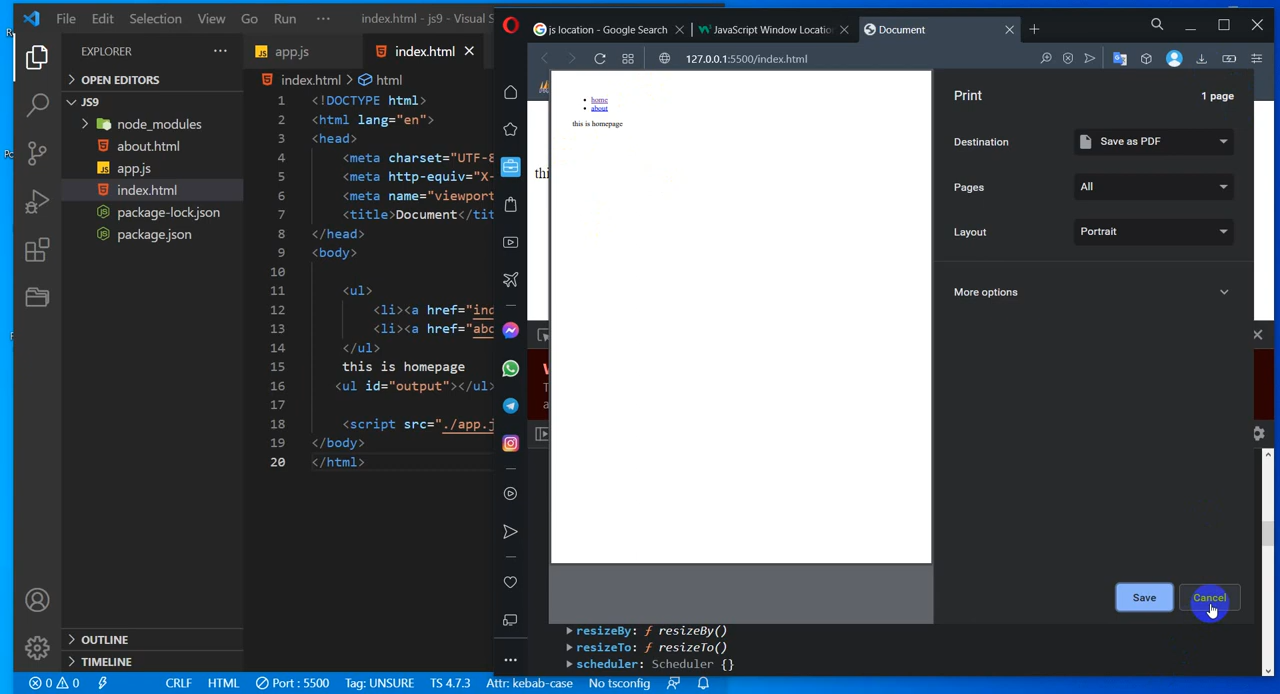 File Edit Selection View Go Run ··· index.html - js9 - Visual S
EXPLORER ···
OPEN EDITORS
JS9
node_modules
about.html
app.js
index.html
package-lock.json
package.json
OUTLINE
TIMELINE
app.js index.html
index.html > html
1 <!DOCTYPE html>
2 <html lang="en">
3 <head>
4 <meta charset="UTF-8
5 <meta http-equiv="X-
6 <meta name="viewport
7 <title>Document</tit
8 </head>
9 <body>
10
11 <ul>
12 <li><a href="ind
13 <li><a href="abo
14 </ul>
15 this is homepage
16 <ul id="output"></ul>
17
18 <script src="./app.j
19 </body>
20 </html>
js location - Google Search JavaScript Window Location Document
127.0.0.1:5500/index.html
home
about
this is homepage
thi
Print 1 page
Destination Save as PDF
Pages All
Layout Portrait
More options
Save Cancel
resizeBy: ƒ resizeBy()
resizeTo: ƒ resizeTo()
scheduler: Scheduler {}
0 0 CRLF HTML Port : 5500 Tag: UNSURE TS 4.7.3 Attr: kebab-case No tsconfig